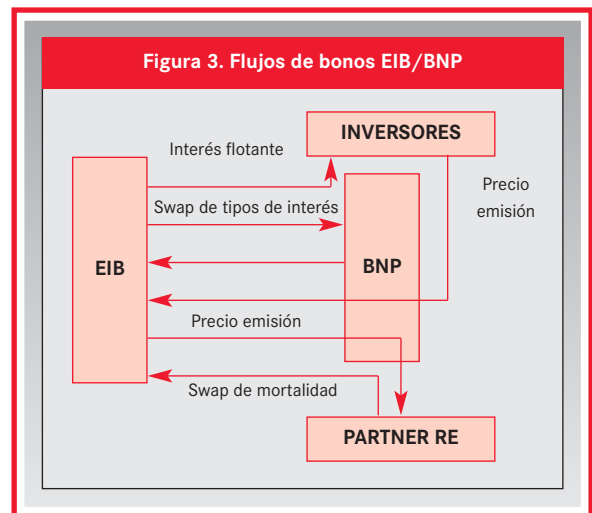 Figura 3. Flujos de bonos EIB/BNP
INVERSORES
Interés flotante
Precio
emisión
Swap de tipos de interés
EIB
BNP
Precio emisión
Swap de mortalidad
PARTNER RE